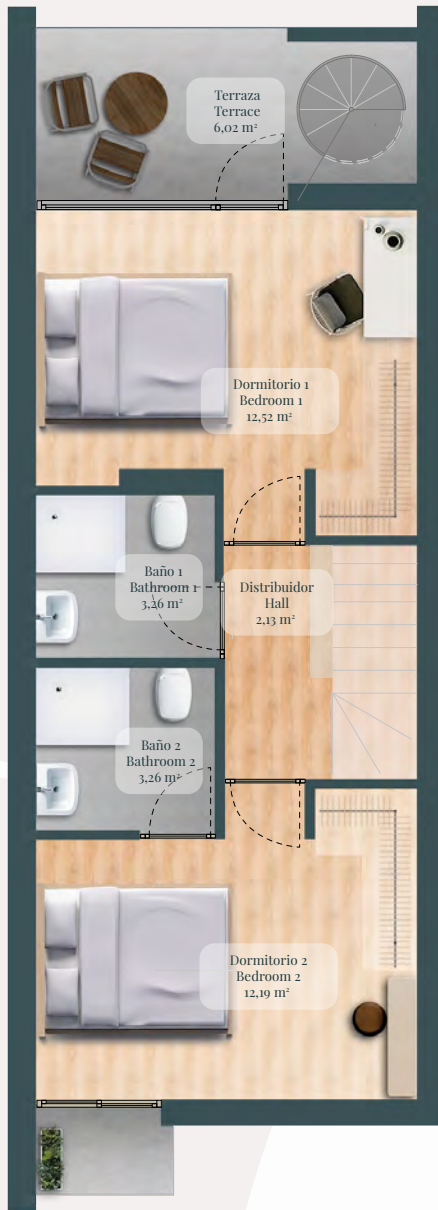 Terraza
Terrace
6,02 m²
Dormitorio 1
Bedroom 1
12,52 m²
Baño 1
Bathroom 1
3,26 m²
Distribuidor
Hall
2,13 m²
Baño 2
Bathroom 2
3,26 m²
Dormitorio 2
Bedroom 2
12,19 m²